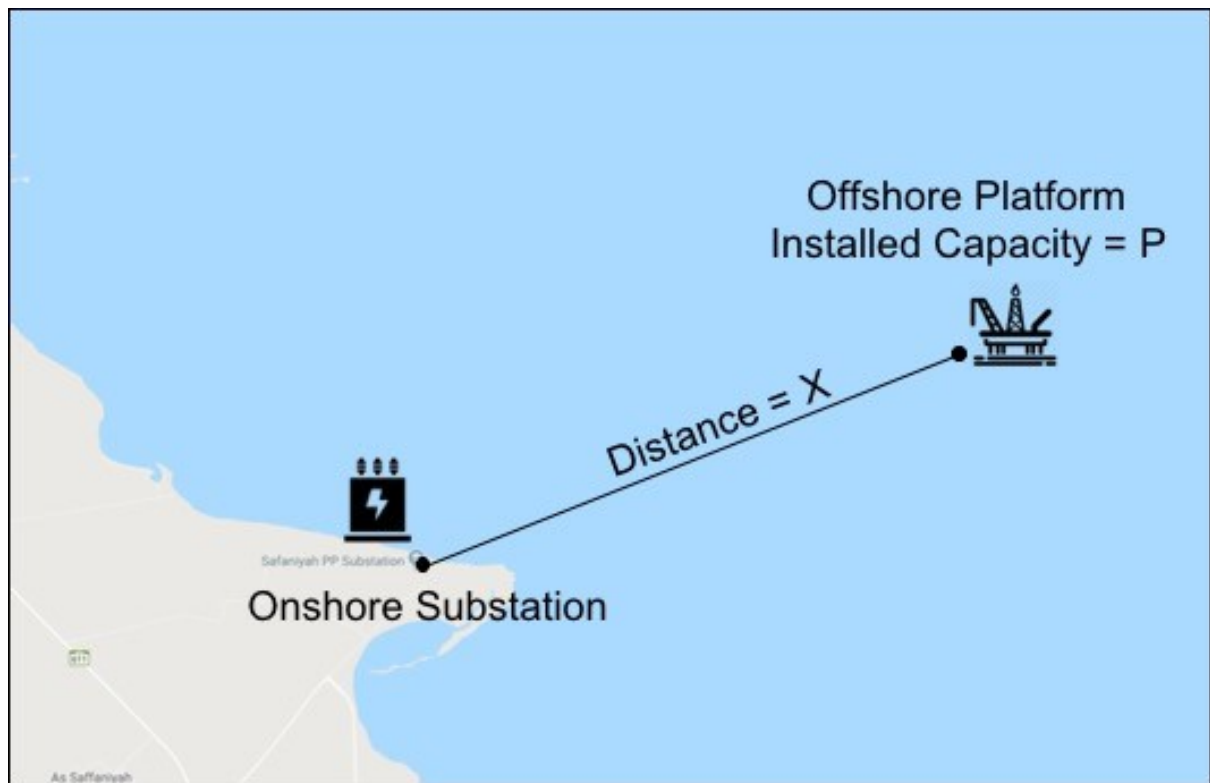 Offshore Platform
Installed Capacity = P
Distance = X
Safaniyah PP Substation
Onshore Substation
As Saffaniyah